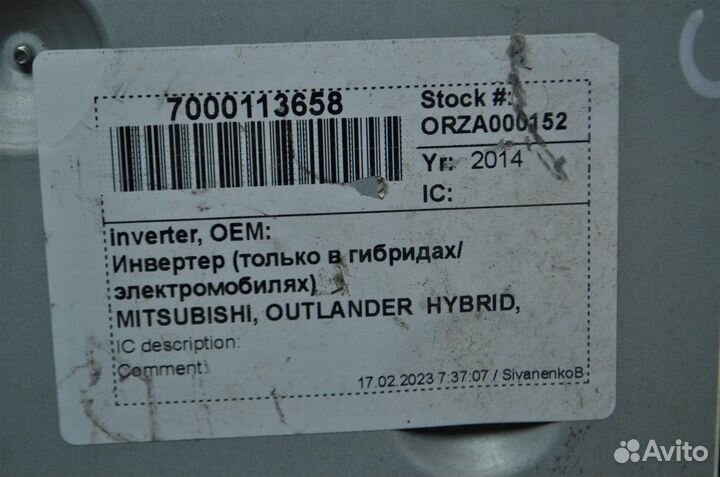 7000113658
Stock #:
ORZA000152
Yr: 2014
IC:
inverter, OEM:
Инвертер (только в гибридах/
электромобилях)
MITSUBISHI, OUTLANDER HYBRID,
IC description:
Comment:
17.02.2023 7:37:07 / SivanenkoB
Avito